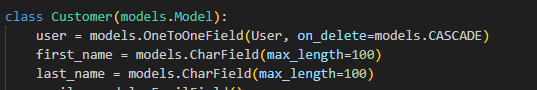 class Customer(models.Model):
    user = models.OneToOneField(User, on_delete=models.CASCADE)
    first_name = models.CharField(max_length=100)
    last_name = models.CharField(max_length=100)